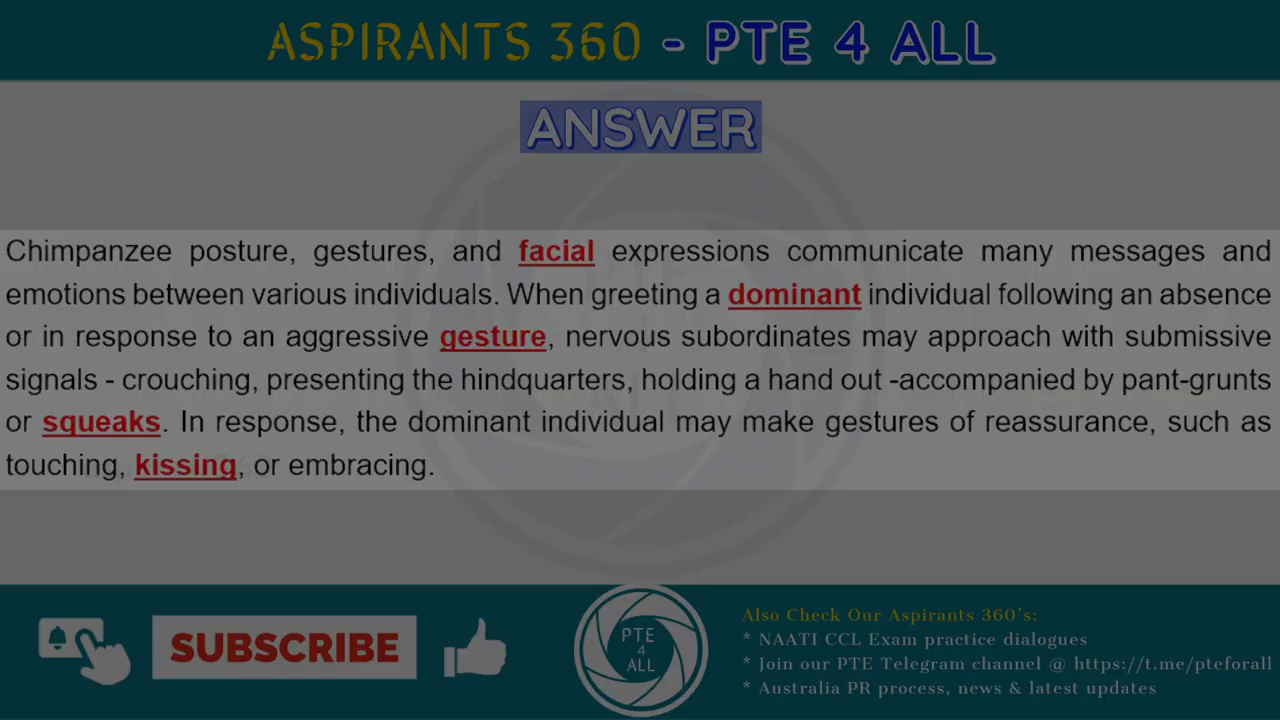 ASPIRANTS 360 - PTE 4 ALL
ANSWER
Chimpanzee posture, gestures, and facial expressions communicate many messages and
emotions between various individuals. When greeting a dominant individual following an absence
or in response to an aggressive gesture, nervous subordinates may approach with submissive
signals - crouching, presenting the hindquarters, holding a hand out -accompanied by pant-grunts
or squeaks. In response, the dominant individual may make gestures of reassurance, such as
touching, kissing, or embracing.
SUBSCRIBE
PTE
4
ALL
Also Check Our Aspirants 360's:
* NAATI CCL Exam practice dialogues
* Join our PTE Telegram channel @ https://t.me/pteforall
* Australia PR process, news & latest updates